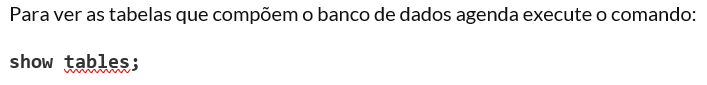 Para ver as tabelas que compõem o banco de dados agenda execute o comando:
show tables;